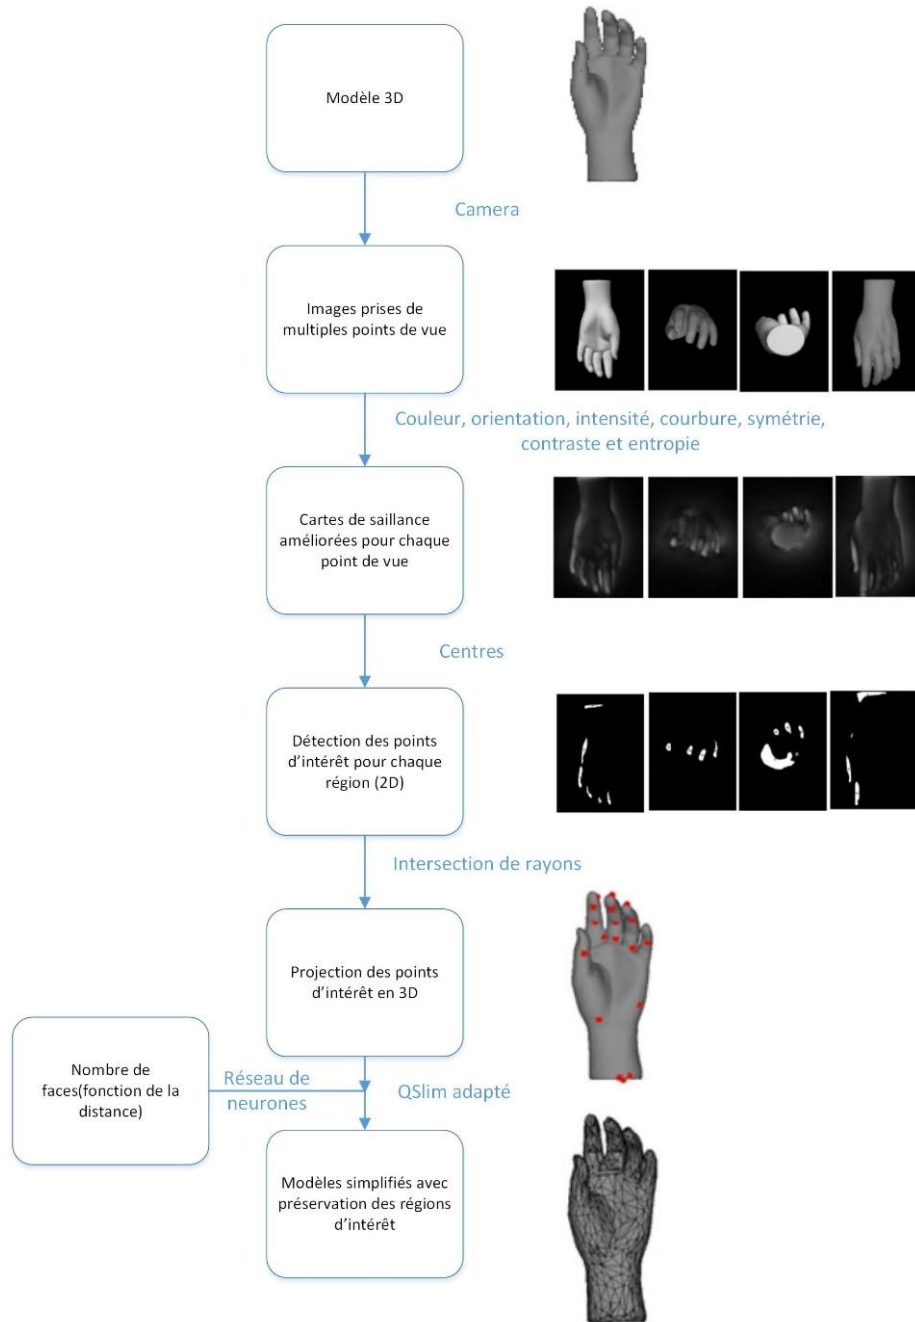 Modèle 3D
Camera
Images prises de
multiples points de vue
Couleur, orientation, intensité, courbure, symétrie,
contraste et entropie
Cartes de saillance
améliorées pour chaque
point de vue
Centres
Détection des points
d'intérêt pour chaque
région (2D)
Intersection de rayons
Projection des points
d'intérêt en 3D
Nombre de
faces(fonction de la
distance)
Réseau de
neurones
QSlim adapté
Modèles simplifiés avec
préservation des régions
d'intérêt